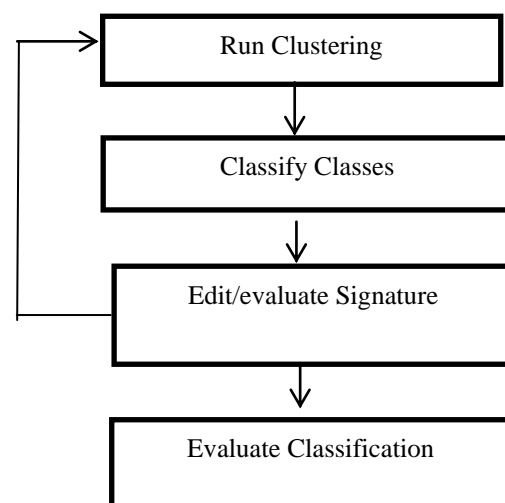 Run Clustering
Classify Classes
Edit/evaluate Signature
Evaluate Classification